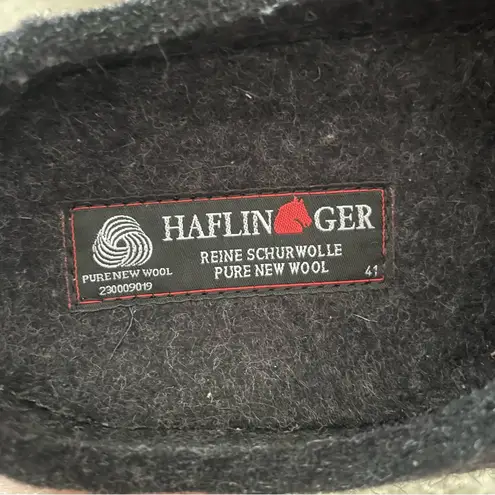 HAFLINGER
REINE SCHURWOLLE
PURE NEW WOOL
PURE NEW WOOL
230009019
41